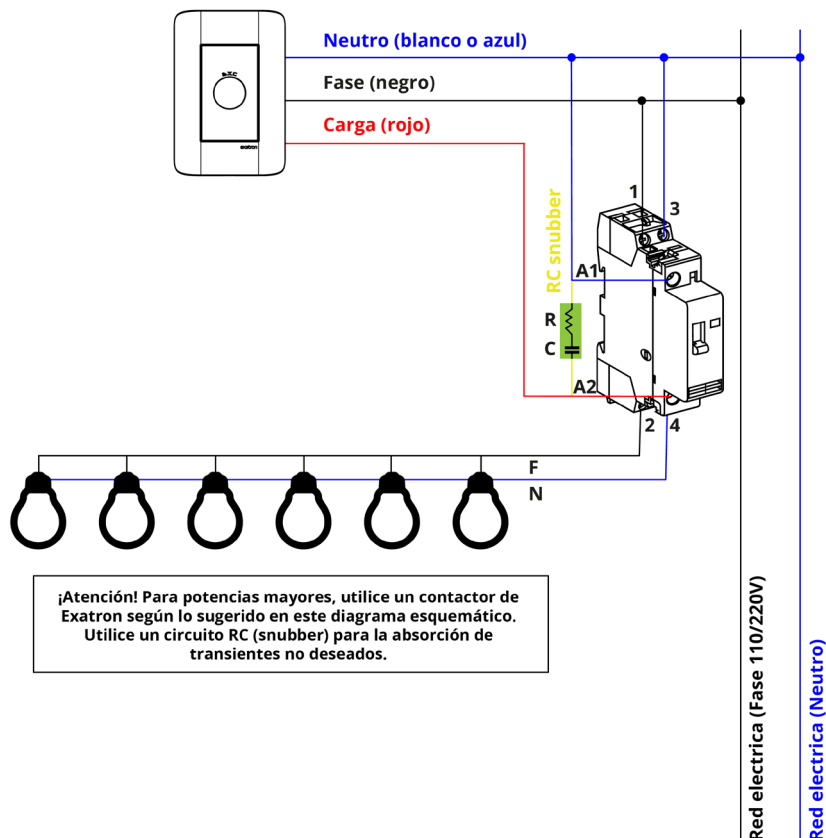 Neutro (blanco o azul)
Fase (negro)
Carga (rojo)
exatron
1
3
RC snubber
A1
R
C
A2
2
4
F
N
¡Atención! Para potencias mayores, utilice un contactor de
Exatron según lo sugerido en este diagrama esquemático.
Utilice un circuito RC (snubber) para la absorción de
transientes no deseados.
Red electrica (Fase 110/220V)
Red electrica (Neutro)